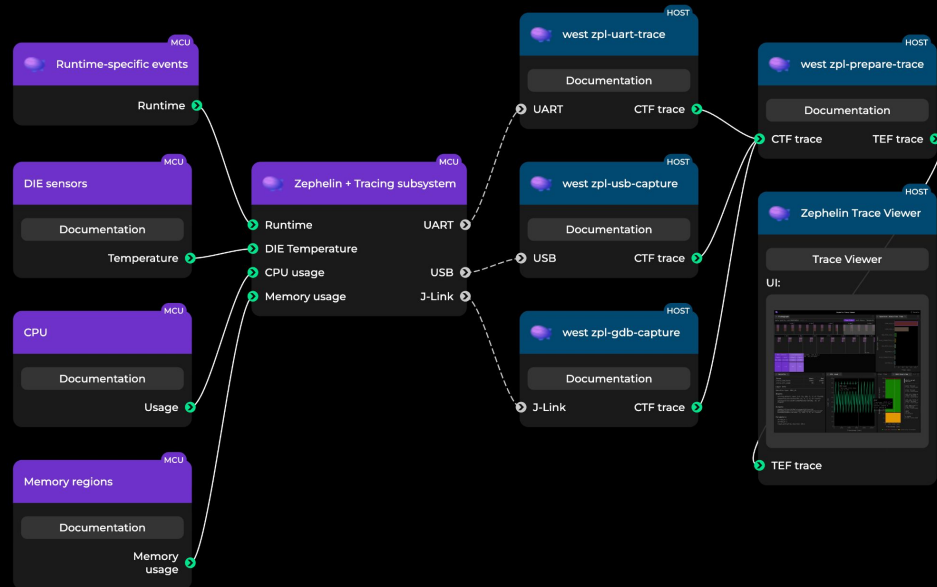 MCU
Runtime-specific events
Runtime
MCU
DIE sensors
Documentation
Temperature
MCU
CPU
Documentation
Usage
MCU
Memory regions
Documentation
Memory
usage
MCU
Zephelin + Tracing subsystem
Runtime
UART
DIE Temperature
CPU usage
USB
Memory usage
J-Link
HOST
west zpl-uart-trace
Documentation
UART
CTF trace
HOST
west zpl-usb-capture
Documentation
USB
CTF trace
HOST
west zpl-gdb-capture
Documentation
J-Link
CTF trace
HOST
west zpl-prepare-trace
Documentation
CTF trace
TEF trace
HOST
Zephelin Trace Viewer
Trace Viewer
UI:
TEF trace